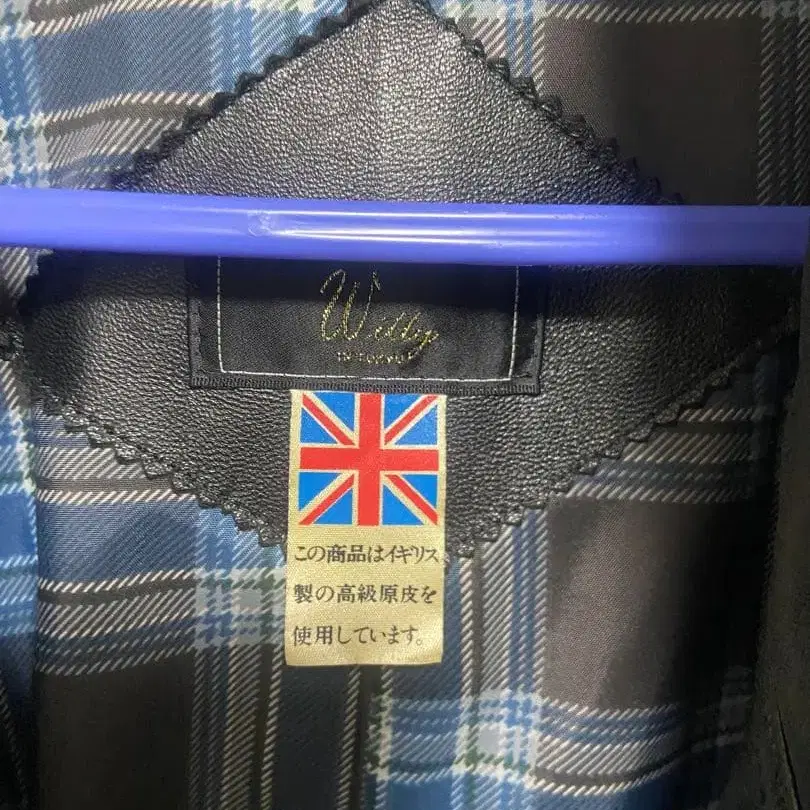 Willy
この商品はイギリス
製の高級原皮を
使用しています。